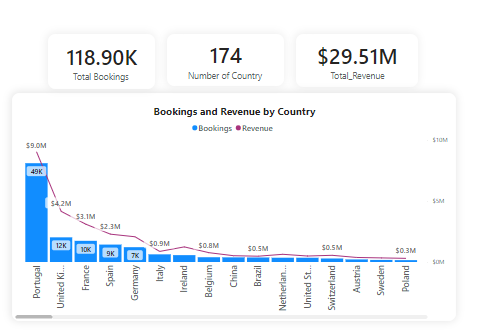 118.90K
Total Bookings
174
Number of Country
$29.51M
Total_Revenue
Bookings and Revenue by Country
Bookings Revenue
$10M
$5M
$0M
$9.0M
$4.2M
$3.1M
$2.3M
$0.9M
$0.8M
$0.5M
$0.5M
$0.3M
49K
12K
10K
9K
7K
Portugal
United Ki...
France
Spain
Germany
Italy
Ireland
Belgium
China
Brazil
Netherlan...
United St...
Switzerland
Austria
Sweden
Poland